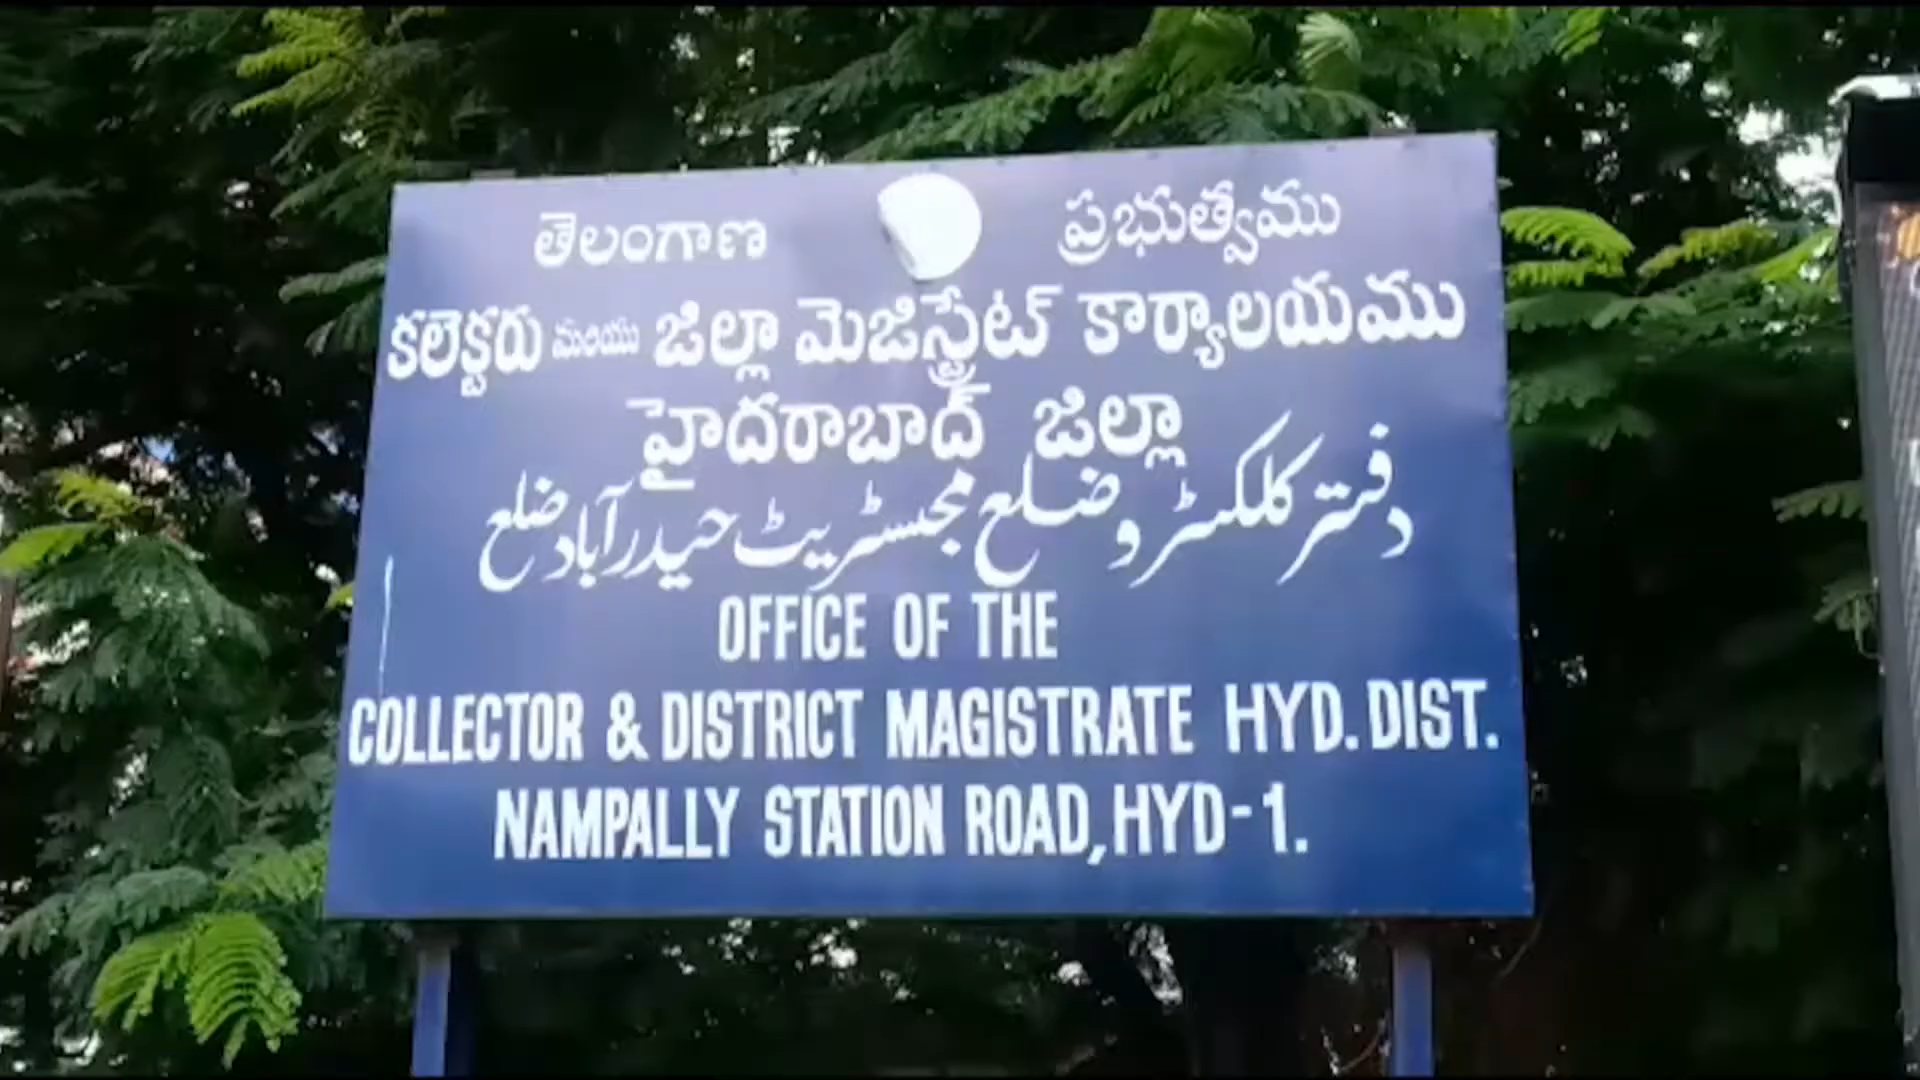 తెలంగాణ ప్రభుత్వము
కలెక్టరు మరియు జిల్లా మెజిస్ట్రేట్ కార్యాలయము
హైదరాబాద్ జిల్లా
دفتر کلکٹر و ضلع مجسٹریٹ حیدرآباد ضلع
OFFICE OF THE
COLLECTOR & DISTRICT MAGISTRATE HYD. DIST.
NAMPALLY STATION ROAD, HYD-1.